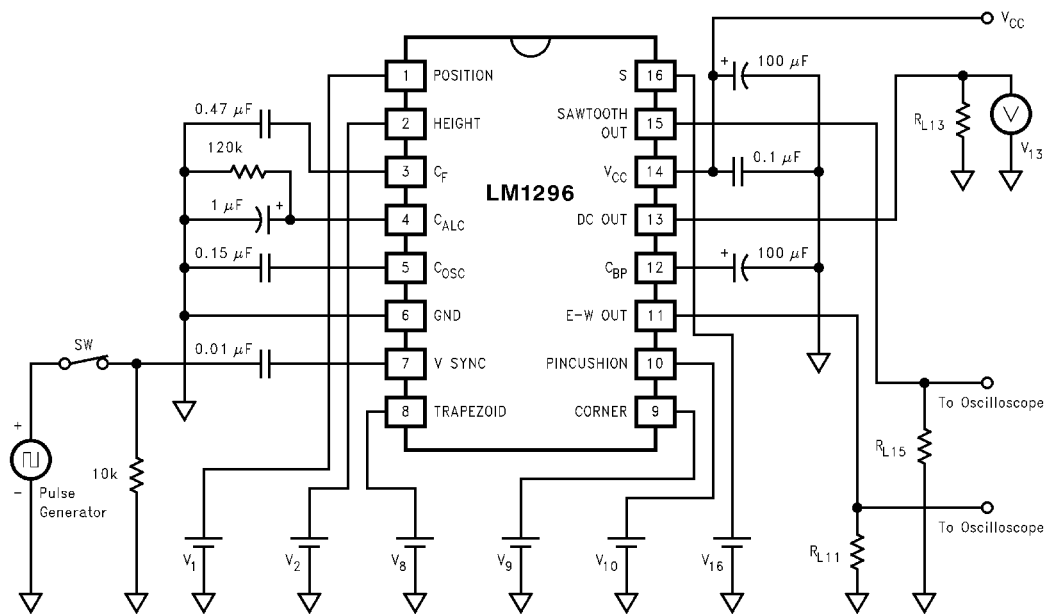 V_CC
100 μF
+
1 POSITION
S 16
0.47 μF
2 HEIGHT
SAWTOOTH
OUT 15
R_L13
V
V_13
120k
3 C_F
V_CC 14
0.1 μF
LM1296
1 μF
+
4 C_ALC
DC OUT 13
0.15 μF
5 C_OSC
C_BP 12
+
100 μF
6 GND
E-W OUT 11
SW
0.01 μF
7 V SYNC
PINCUSHION 10
8 TRAPEZOID
CORNER 9
To Oscilloscope
+
-
Pulse
Generator
10k
R_L15
To Oscilloscope
V_1
V_2
V_8
V_9
V_10
V_16
R_L11